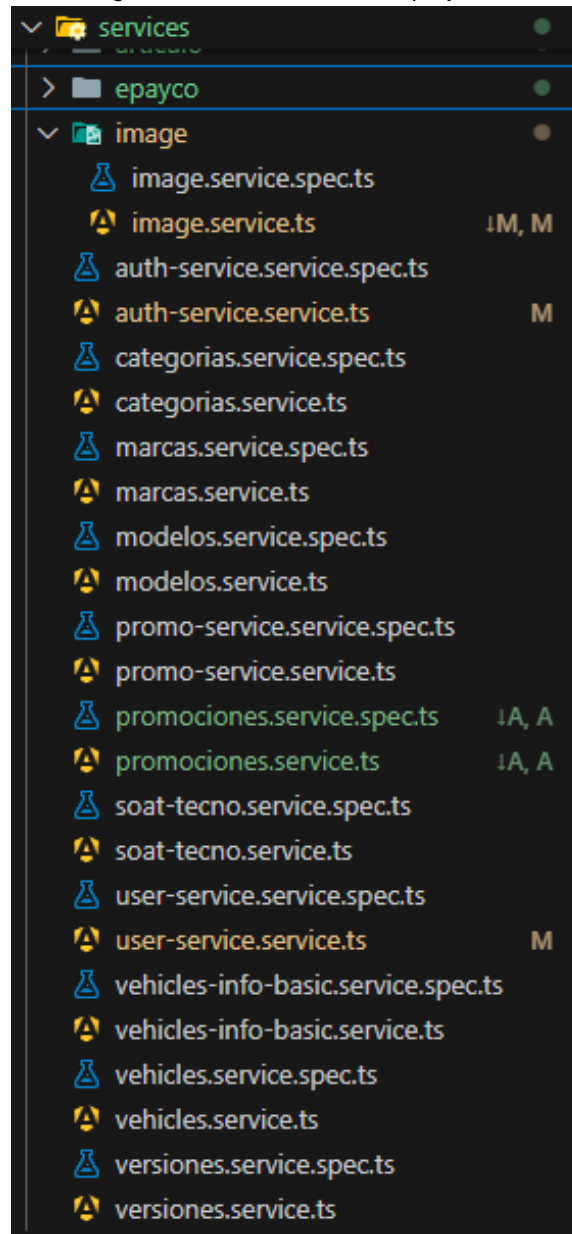 services
epayco
image
image.service.spec.ts
image.service.ts ↓M, M
auth-service.service.spec.ts
auth-service.service.ts M
categorias.service.spec.ts
categorias.service.ts
marcas.service.spec.ts
marcas.service.ts
modelos.service.spec.ts
modelos.service.ts
promo-service.service.spec.ts
promo-service.service.ts
promociones.service.spec.ts ↓A, A
promociones.service.ts ↓A, A
soat-tecno.service.spec.ts
soat-tecno.service.ts
user-service.service.spec.ts
user-service.service.ts M
vehicles-info-basic.service.spec.ts
vehicles-info-basic.service.ts
vehicles.service.spec.ts
vehicles.service.ts
versiones.service.spec.ts
versiones.service.ts